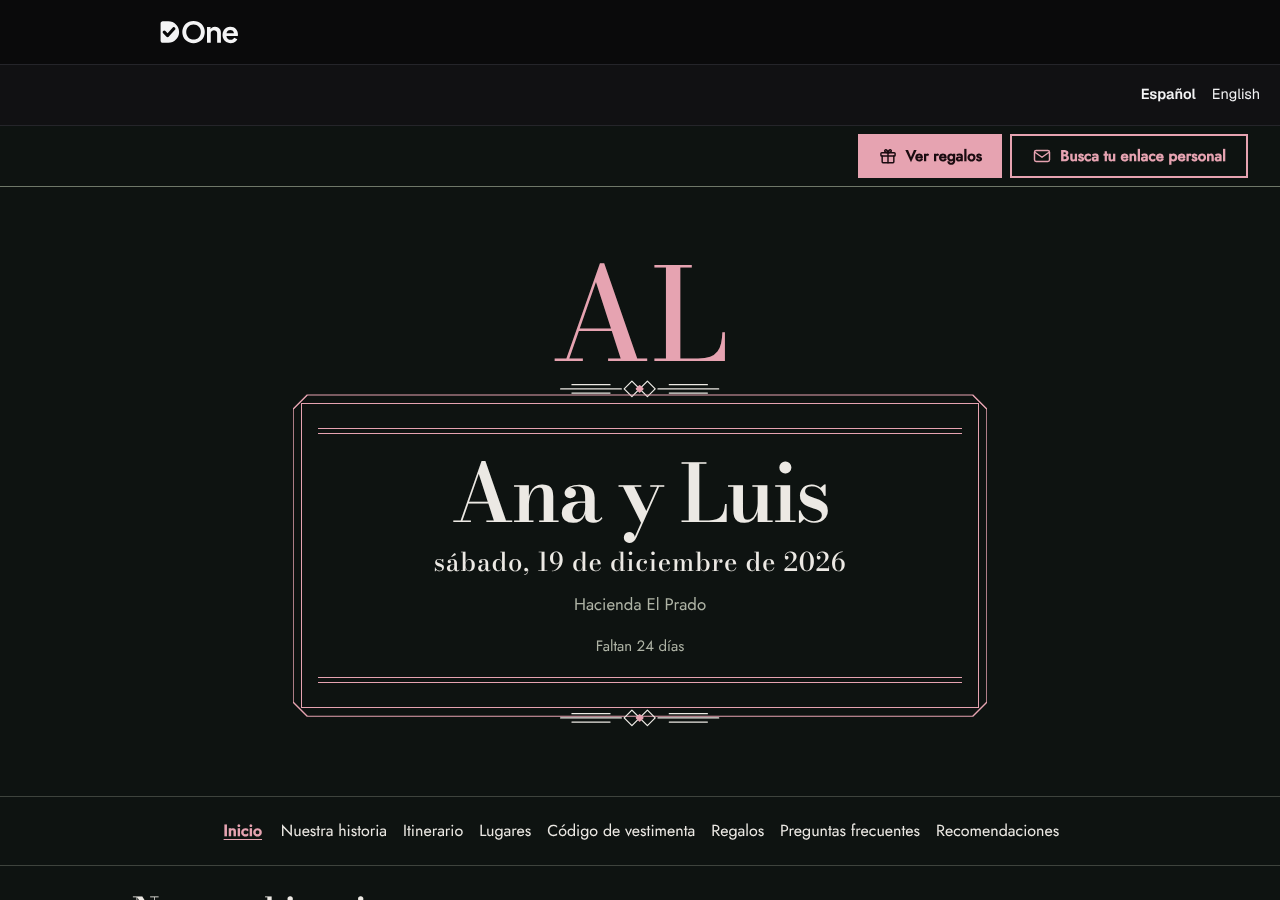 One
Español English
Ver regalos Busca tu enlace personal
AL
Ana y Luis
sábado, 19 de diciembre de 2026
Hacienda El Prado
Faltan 24 días
Inicio Nuestra historia Itinerario Lugares Código de vestimenta Regalos Preguntas frecuentes Recomendaciones